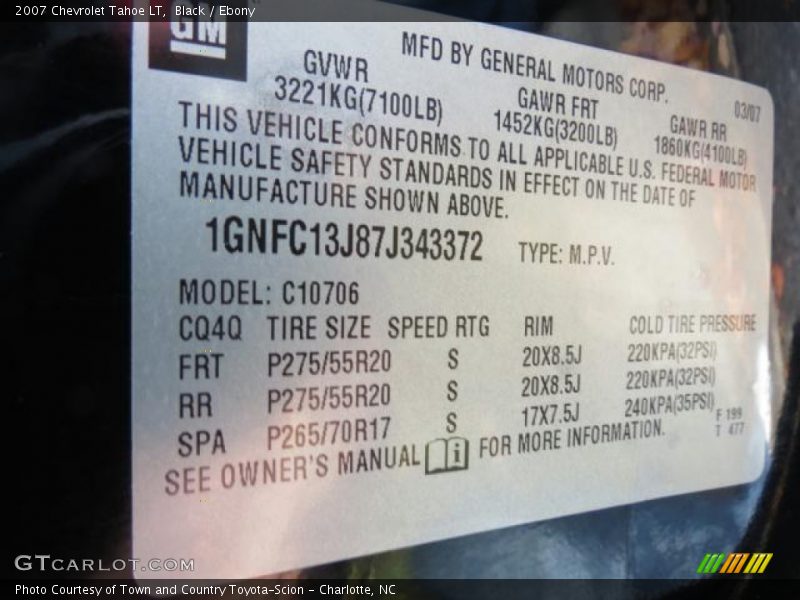 2007 Chevrolet Tahoe LT, Black / Ebony
GM
MFD BY GENERAL MOTORS CORP.
03/07
GVWR
3221KG(7100LB)
GAWR FRT
1452KG(3200LB)
GAWR RR
1860KG(4100LB)
THIS VEHICLE CONFORMS TO ALL APPLICABLE U.S. FEDERAL MOTOR
VEHICLE SAFETY STANDARDS IN EFFECT ON THE DATE OF
MANUFACTURE SHOWN ABOVE.
1GNFC13J87J343372 TYPE: M.P.V.
MODEL: C10706
CQ4Q TIRE SIZE SPEED RTG RIM COLD TIRE PRESSURE
FRT P275/55R20 S 20X8.5J 220KPA(32PSI)
RR P275/55R20 S 20X8.5J 220KPA(32PSI)
SPA P265/70R17 S 17X7.5J 240KPA(35PSI)
F 199
T 477
SEE OWNER'S MANUAL i FOR MORE INFORMATION.
GTCARLOT.COM
Photo Courtesy of Town and Country Toyota-Scion - Charlotte, NC